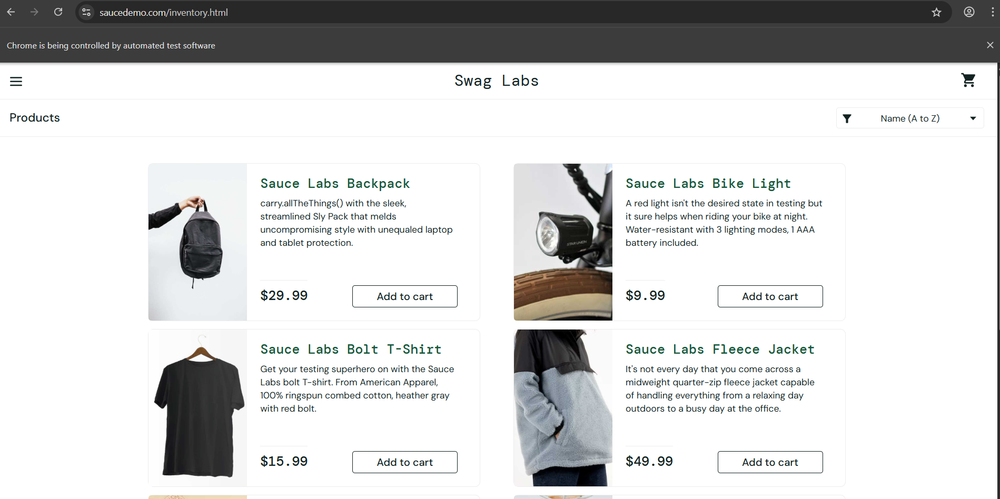 saucedemo.com/inventory.html
Chrome is being controlled by automated test software
Swag Labs
Products
Name (A to Z)
Sauce Labs Backpack
carry.allTheThings() with the sleek,
streamlined Sly Pack that melds
uncompromising style with unequaled laptop
and tablet protection.
$29.99
Add to cart
Sauce Labs Bike Light
A red light isn't the desired state in testing but
it sure helps when riding your bike at night.
Water-resistant with 3 lighting modes, 1 AAA
battery included.
STAR UNION
$9.99
Add to cart
Sauce Labs Bolt T-Shirt
Get your testing superhero on with the Sauce
Labs bolt T-shirt. From American Apparel,
100% ringspun combed cotton, heather gray
with red bolt.
$15.99
Add to cart
Sauce Labs Fleece Jacket
It's not every day that you come across a
midweight quarter-zip fleece jacket capable
of handling everything from a relaxing day
outdoors to a busy day at the office.
$49.99
Add to cart